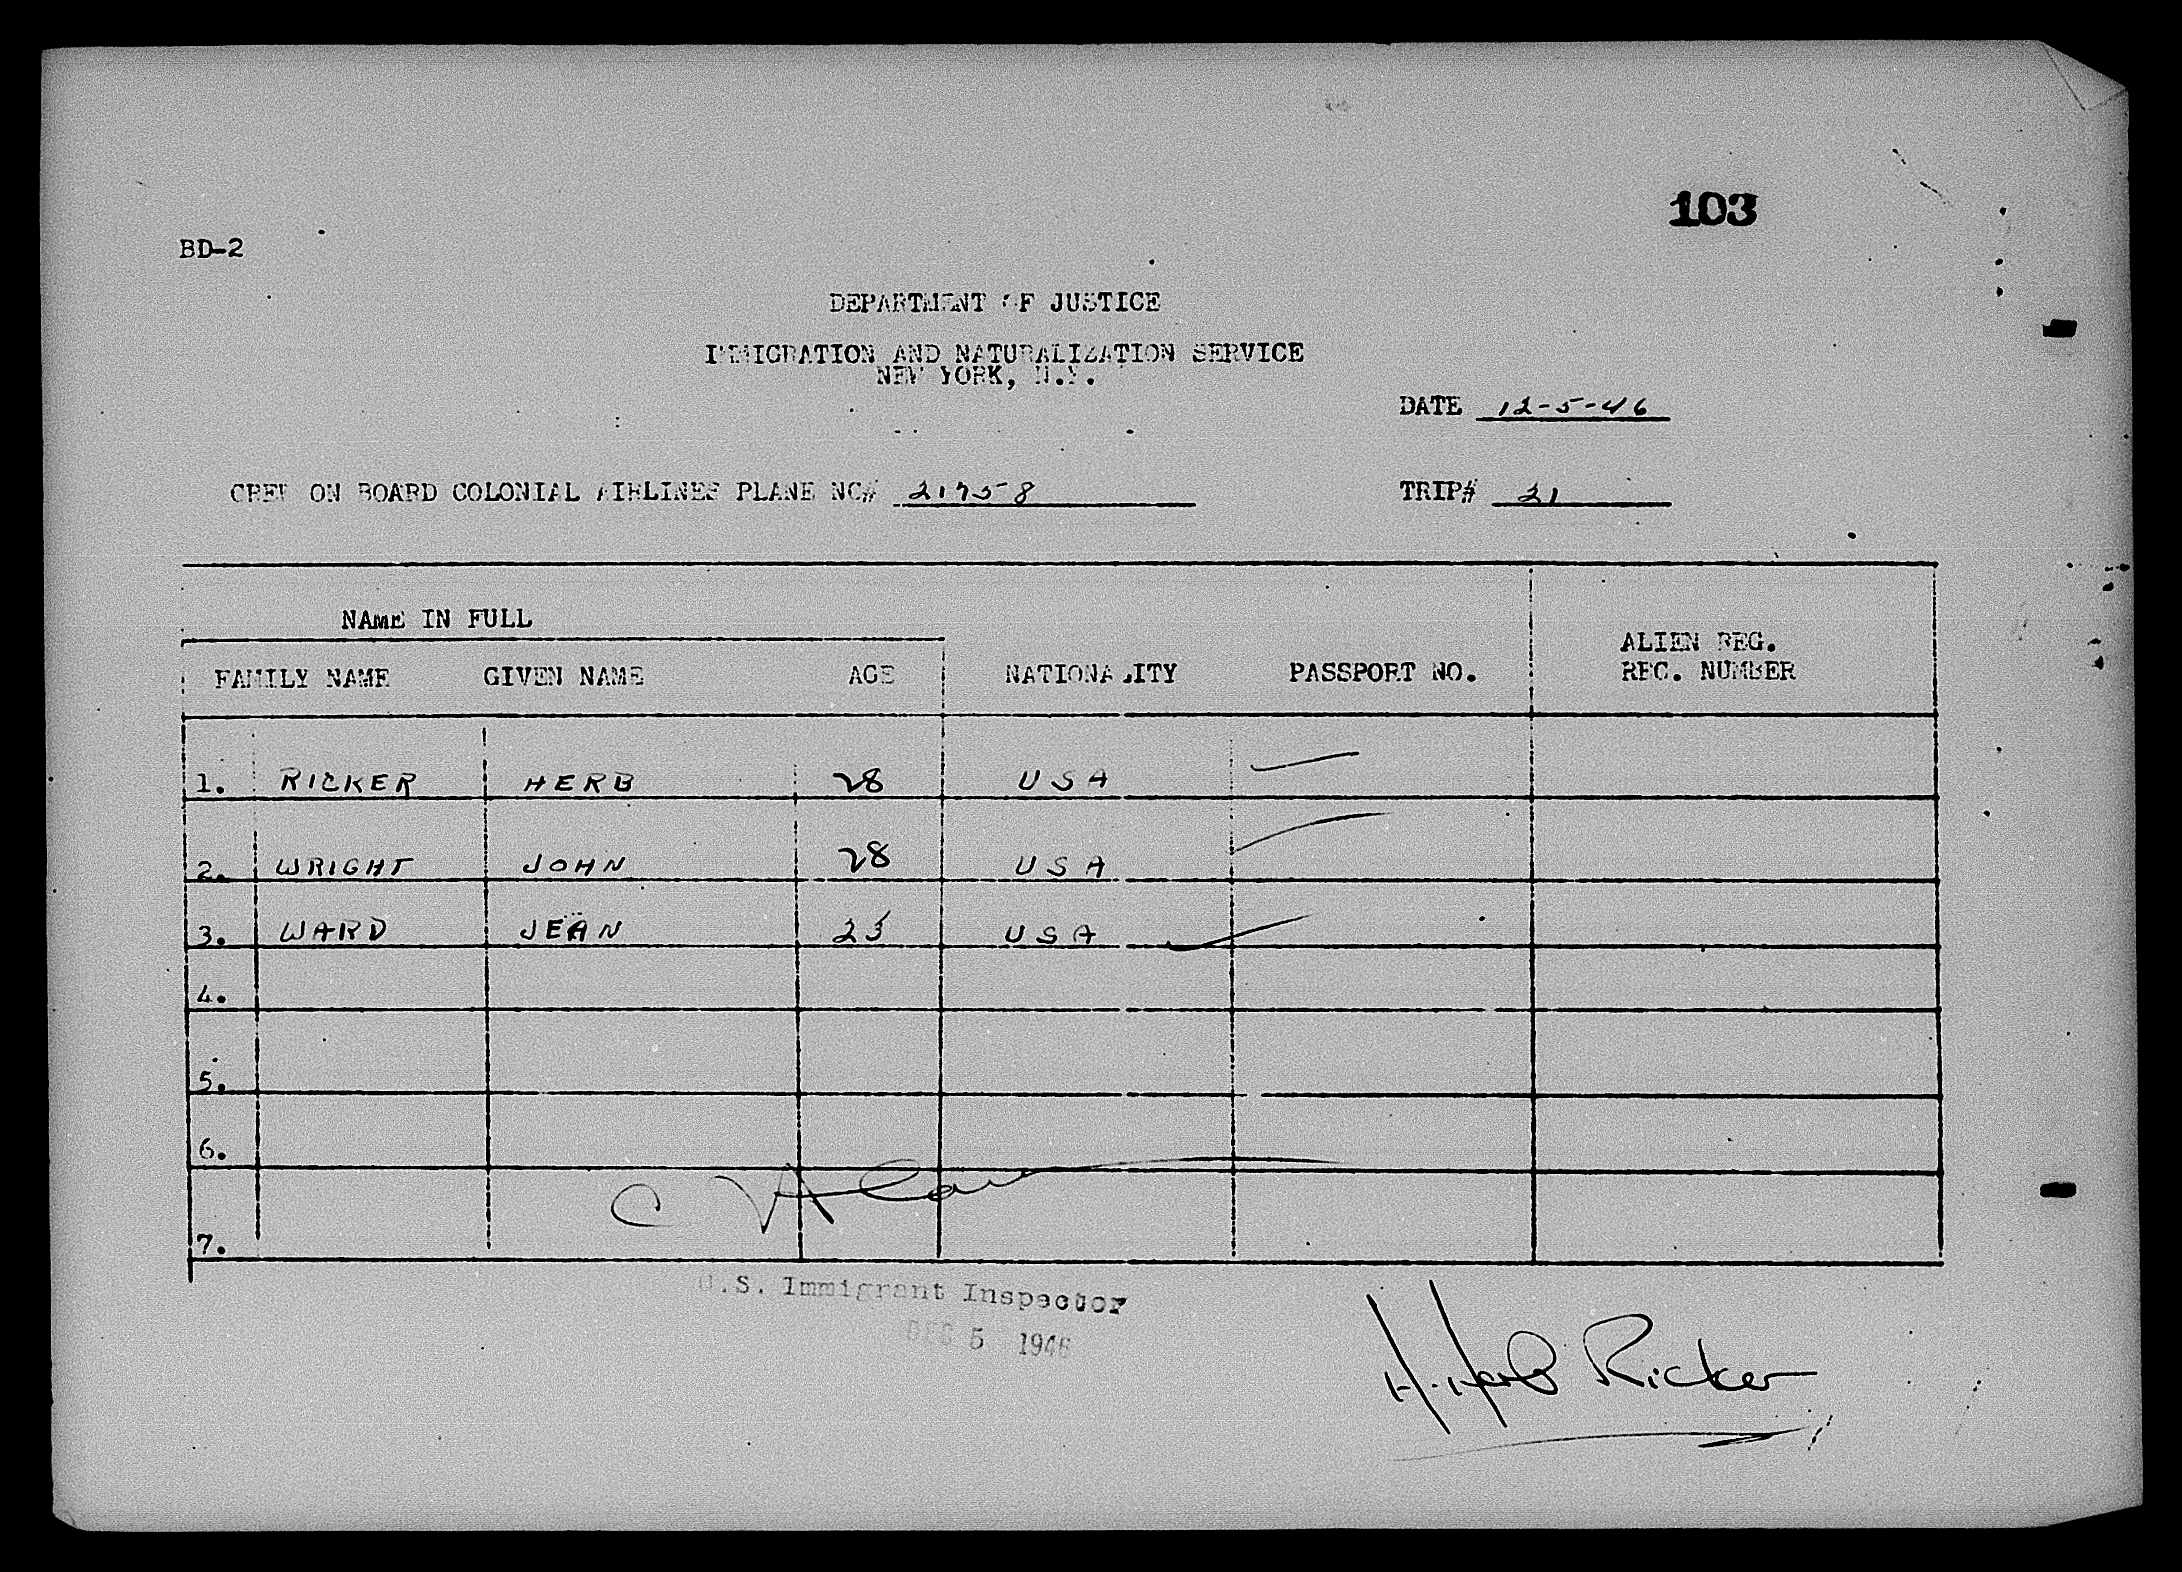 103
BD-2
DEPARTMENT OF JUSTICE
IMMIGRATION AND NATURALIZATION SERVICE
NEW YORK, N.Y.
DATE 12-5-46
CREW ON BOARD COLONIAL AIRLINES PLANE NC# 21758 TRIP# 21
NAME IN FULL
FAMILY NAME GIVEN NAME AGE NATIONALITY PASSPORT NO. ALIEN REG. REC. NUMBER
1. RICKER HERB 28 USA
2. WRIGHT JOHN 28 USA
3. WARD JEAN 23 USA
4.
5.
6.
7.
U.S. Immigrant Inspector
DEC 5 1946
H. Herb Ricker